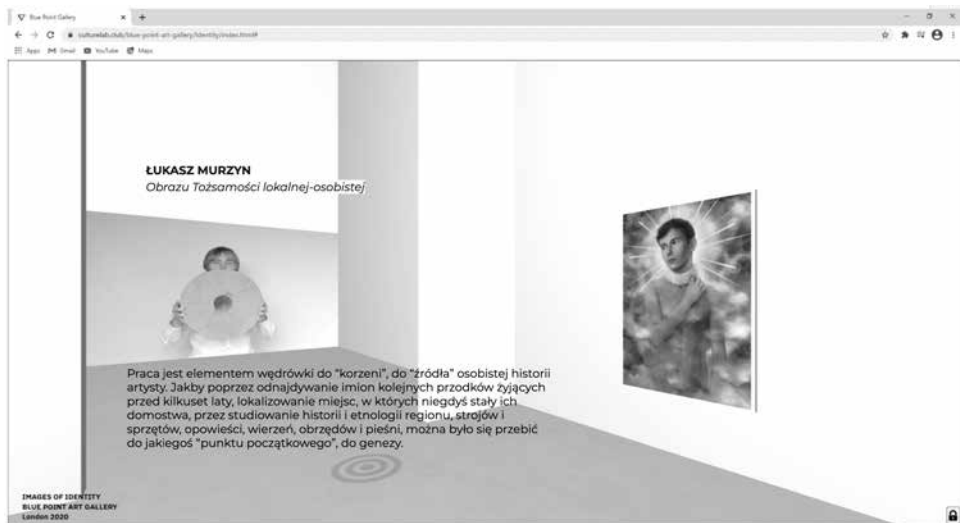 Blue Point Gallery
culturelab.club/blue-point-art-gallery/identity/index.html#
Apps Gmail YouTube Maps
ŁUKASZ MURZYN
Obrazu Tożsamości lokalnej-osobistej
Praca jest elementem wędrówki do "korzeni", do "źródła" osobistej historii
artysty. Jakby poprzez odnajdywanie imion kolejnych przodków żyjących
przed kilkuset laty, lokalizowanie miejsc, w których niegdyś stały ich
domostwa, przez studiowanie historii i etnologii regionu, strojów i
sprzętów, opowieści, wierzeń, obrzędów i pieśni, można było się przebić
do jakiegoś "punktu początkowego", do genezy.
IMAGES OF IDENTITY
BLUE POINT ART GALLERY
London 2020